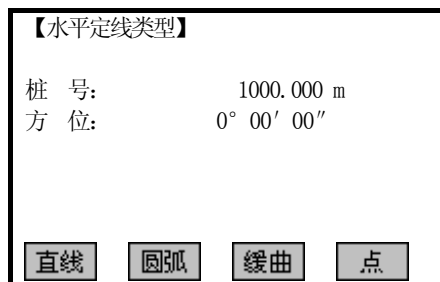 【水平定线类型】
桩 号: 1000.000 m
方 位: 0° 00′ 00″
直线 圆弧 缓曲 点